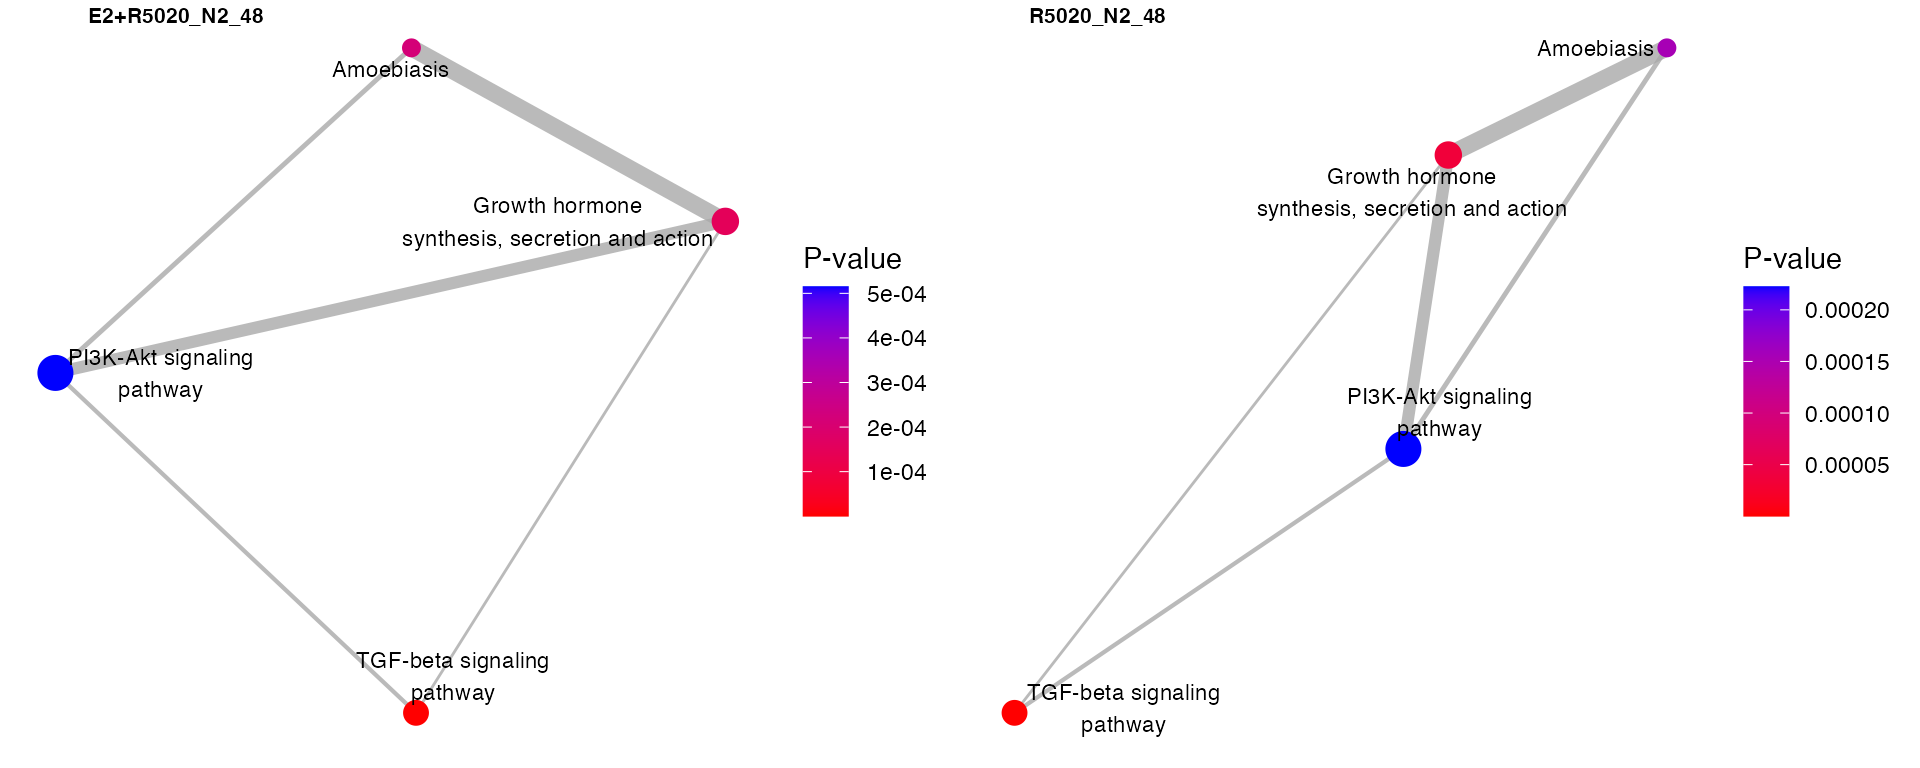 E2+R5020_N2_48
Amoebiasis
Growth hormone
synthesis, secretion and action
PI3K-Akt signaling
pathway
TGF-beta signaling
pathway
P-value
5e-04
4e-04
3e-04
2e-04
1e-04
R5020_N2_48
Amoebiasis
Growth hormone
synthesis, secretion and action
PI3K-Akt signaling
pathway
TGF-beta signaling
pathway
P-value
0.00020
0.00015
0.00010
0.00005